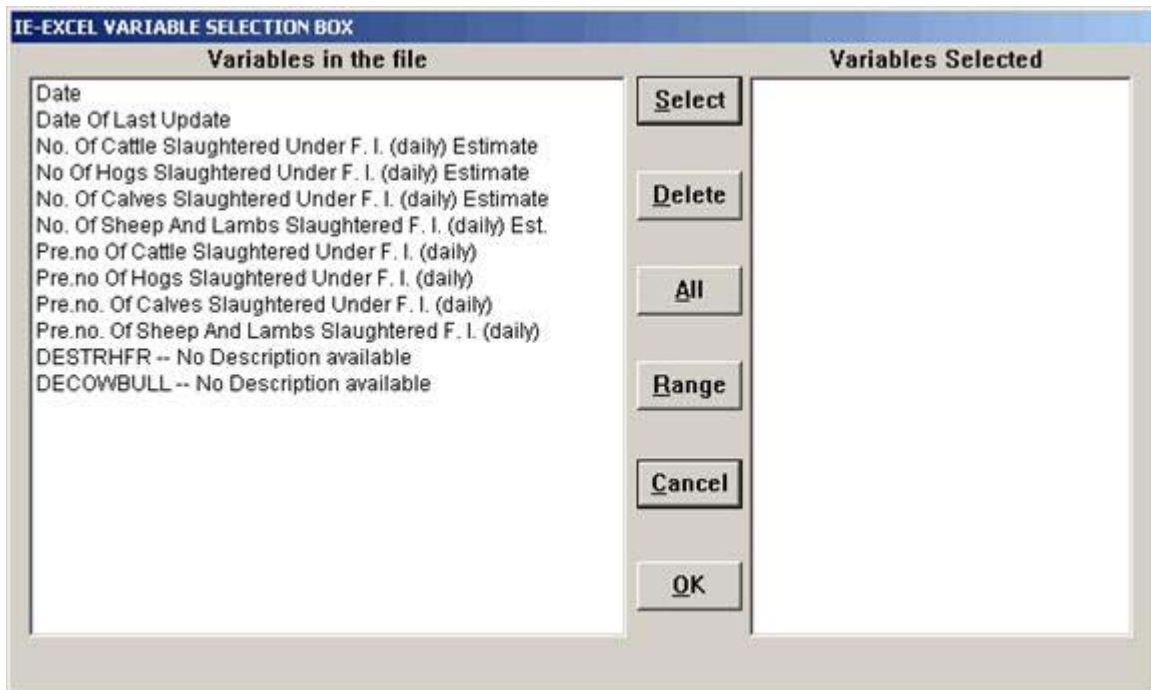 IE-EXCEL VARIABLE SELECTION BOX
Variables in the file
Date
Date Of Last Update
No. Of Cattle Slaughtered Under F. I. (daily) Estimate
No Of Hogs Slaughtered Under F. I. (daily) Estimate
No. Of Calves Slaughtered Under F. I. (daily) Estimate
No. Of Sheep And Lambs Slaughtered F. I. (daily) Est.
Pre.no Of Cattle Slaughtered Under F. I. (daily)
Pre.no Of Hogs Slaughtered Under F. I. (daily)
Pre.no. Of Calves Slaughtered Under F. I. (daily)
Pre.no. Of Sheep And Lambs Slaughtered F. I. (daily)
DESTRHFR -- No Description available
DECOWBULL -- No Description available
Select
Delete
All
Range
Cancel
OK
Variables Selected